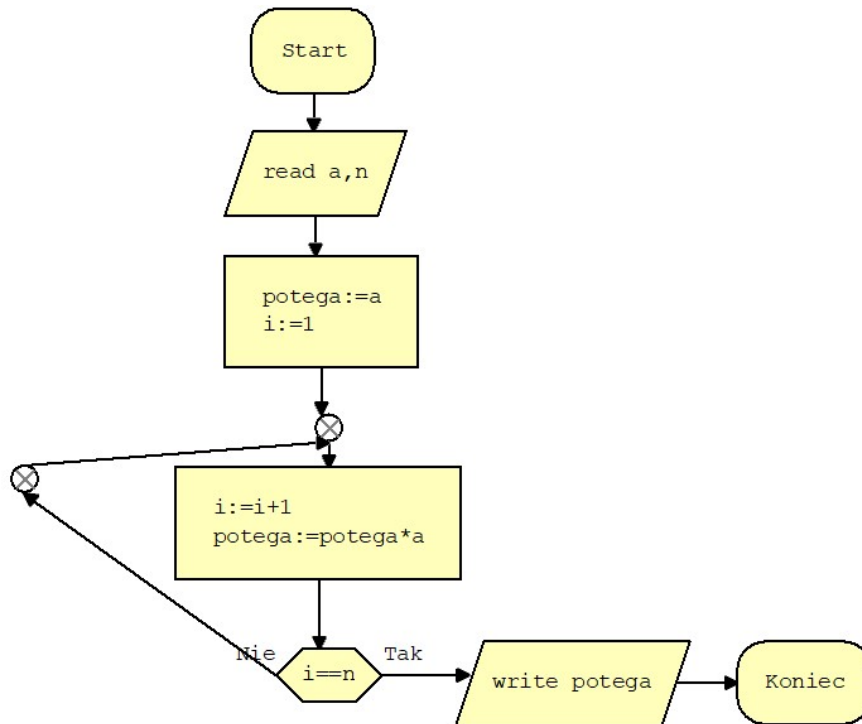 Start
read a,n
potega:=a
i:=1
i:=i+1
potega:=potega*a
Nie
i==n
Tak
write potega
Koniec